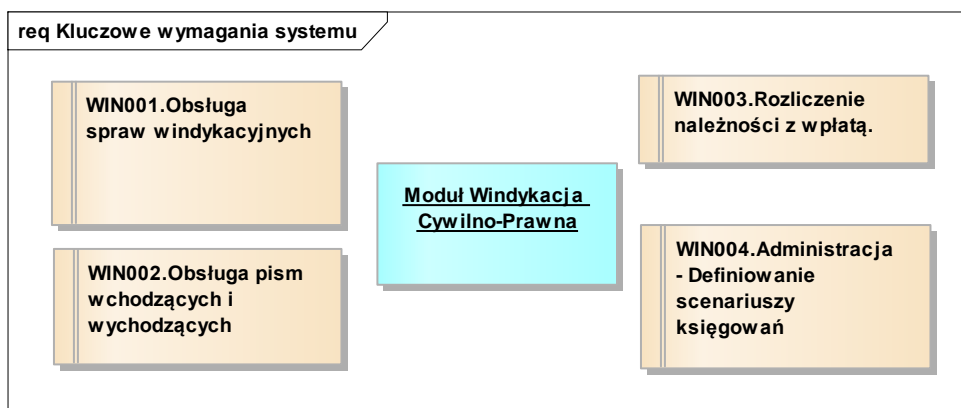 req Kluczowe wymagania systemu
WIN001.Obsługa
spraw windykacyjnych
WIN002.Obsługa pism
wchodzących i
wychodzących
Moduł Windykacja
Cywilno-Prawna
WIN003.Rozliczenie
należności z wpłatą.
WIN004.Administracja
- Definiowanie
scenariuszy
księgowań